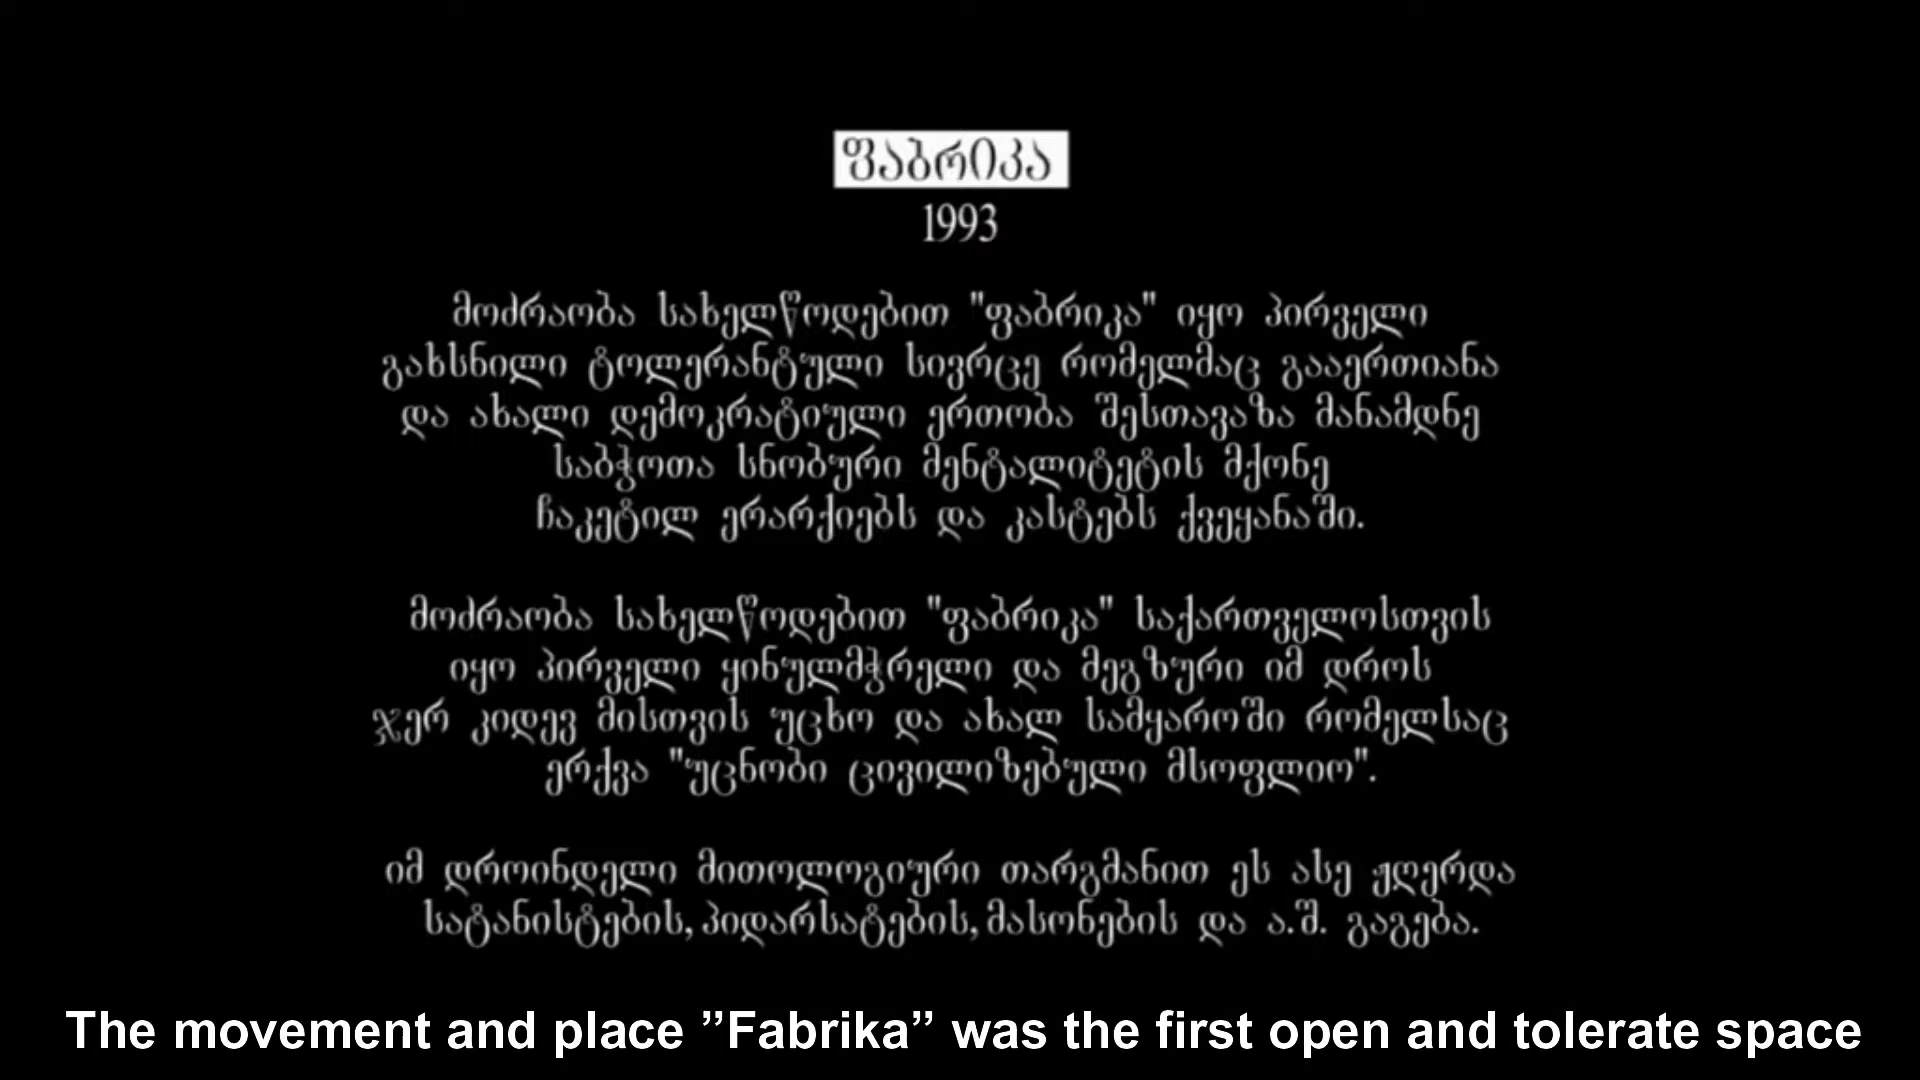 ფაბრიკა
1993
მოძრაობა სახელწოდებით "ფაბრიკა" იყო პირველი
გახსნილი ტოლერანტული სივრცე რომელმაც გააერთიანა
და ახალი დემოკრატიული ერთობა შესთავაზა მანამდნე
საბჭოთა სნობური მენტალიტეტის მქონე
ჩაკეტილ ერარქიებს და კასტებს ქვეყანაში.
მოძრაობა სახელწოდებით "ფაბრიკა" საქართველოსთვის
იყო პირველი ყინულმჭრელი და მეგზური იმ დროს
ჯერ კიდევ მისთვის უცხო და ახალ სამყაროში რომელსაც
ერქვა "უცნობი ცივილიზებული მსოფლიო".
იმ დროინდელი მითოლოგიური თარგმანით ეს ასე ჟღერდა
სატანისტების, პიდარსატების, მასონების და ა.შ. გაგება.
The movement and place ”Fabrika” was the first open and tolerate space